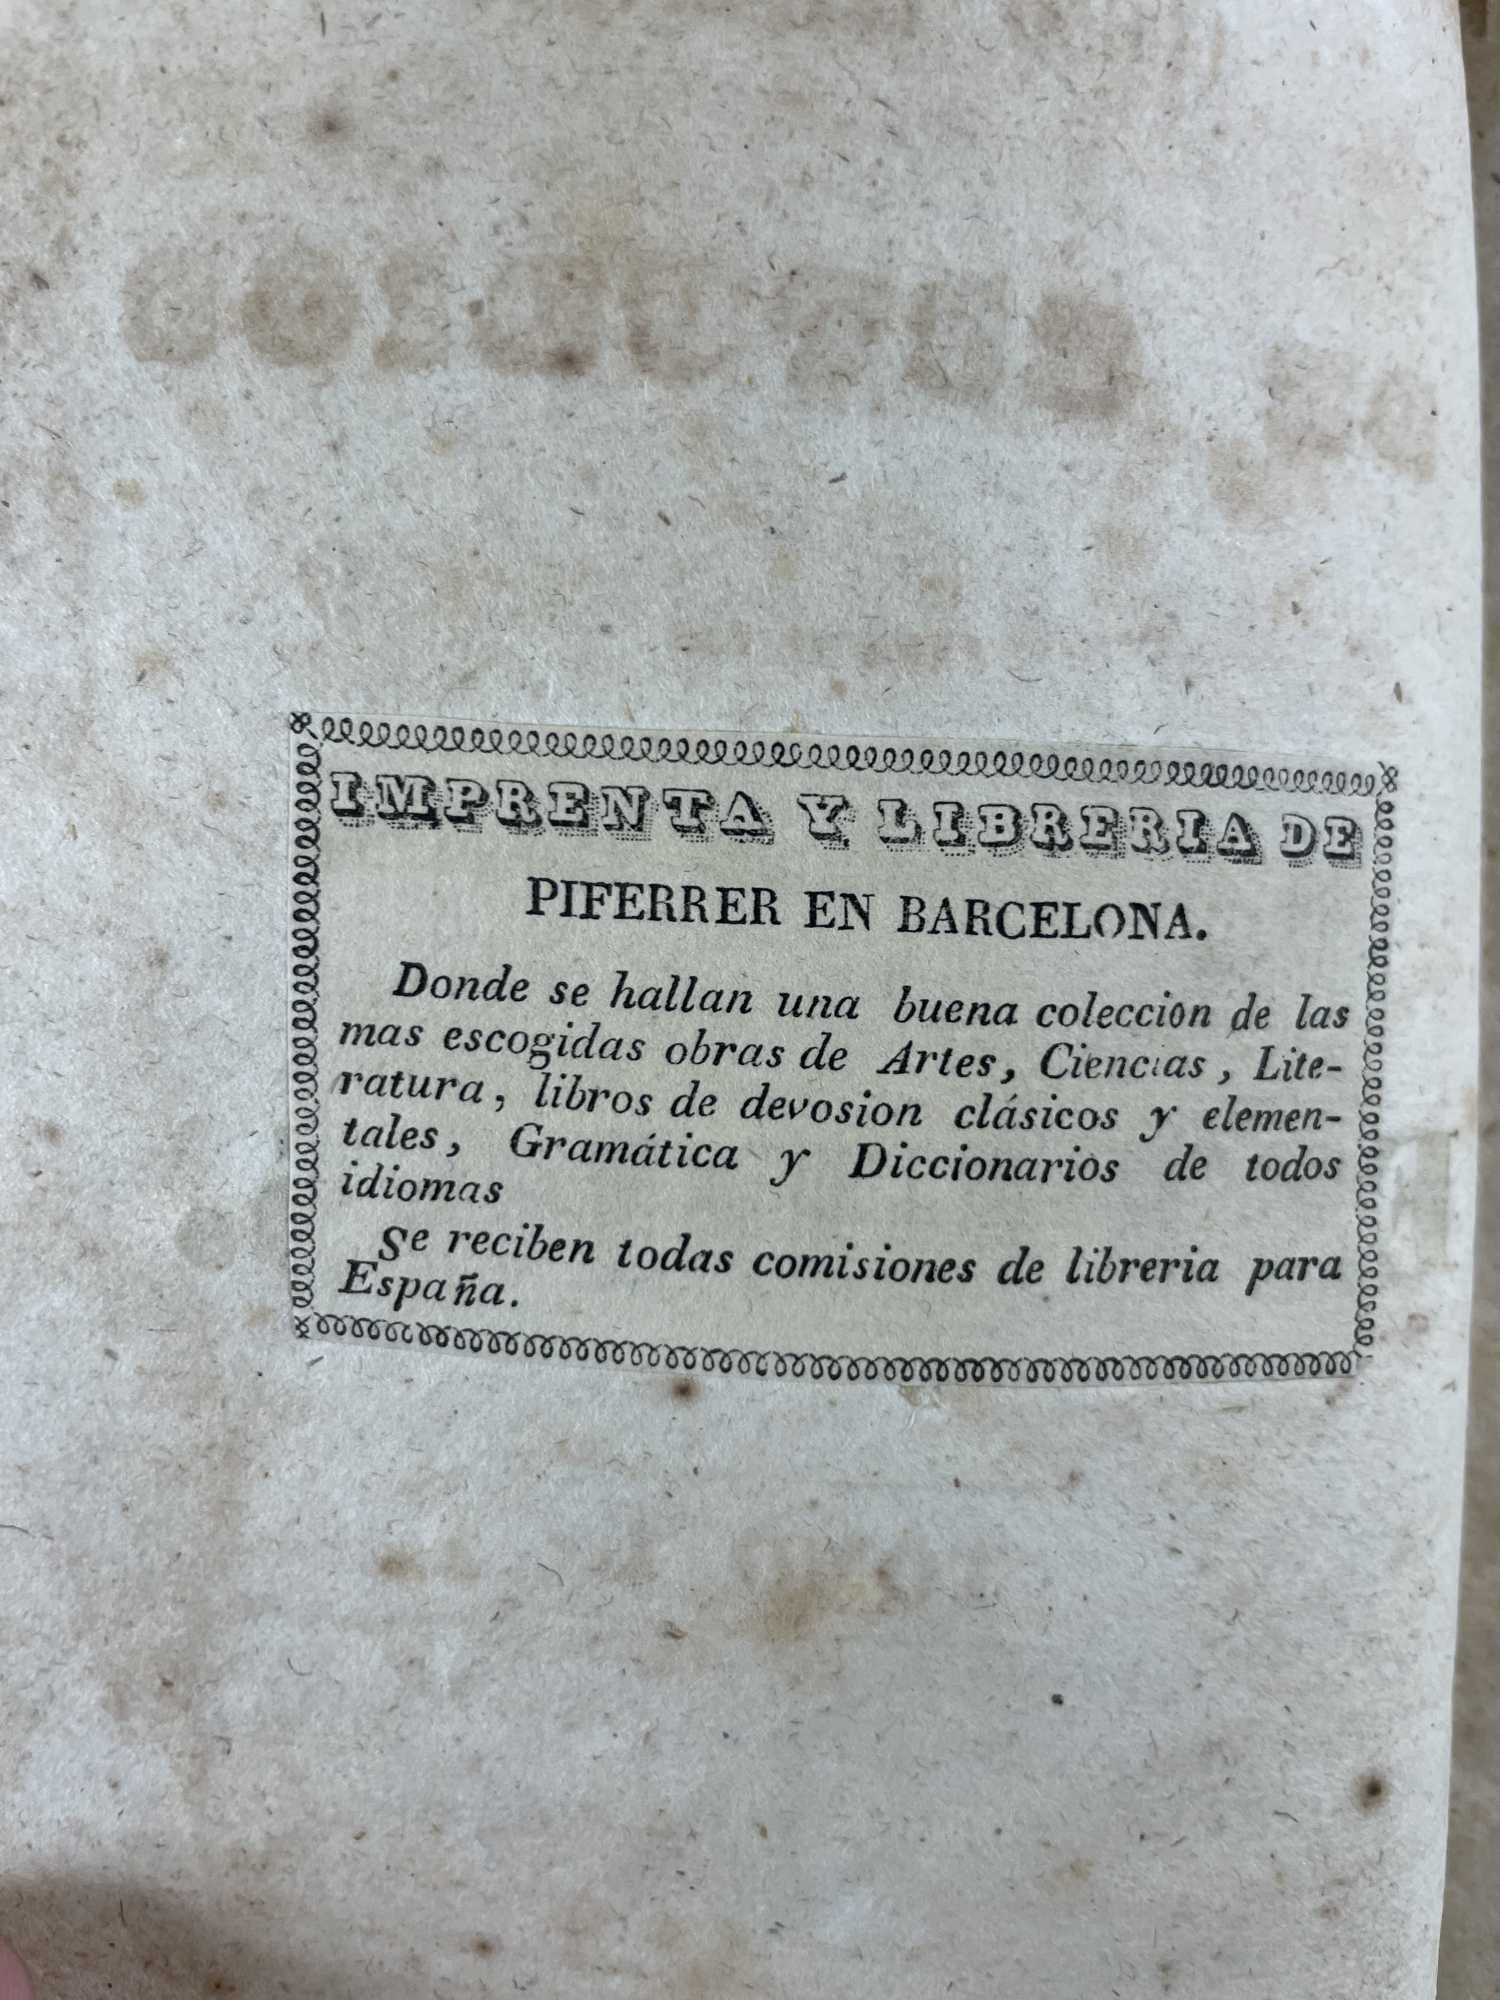 IMPRENTA Y LIBRERIA DE
PIFERRER EN BARCELONA.
Donde se hallan una buena coleccion de las
mas escogidas obras de Artes, Ciencias, Lite-
ratura, libros de devosion clásicos y elemen-
tales, Gramática y Diccionarios de todos
idiomas
Se reciben todas comisiones de libreria para
España.